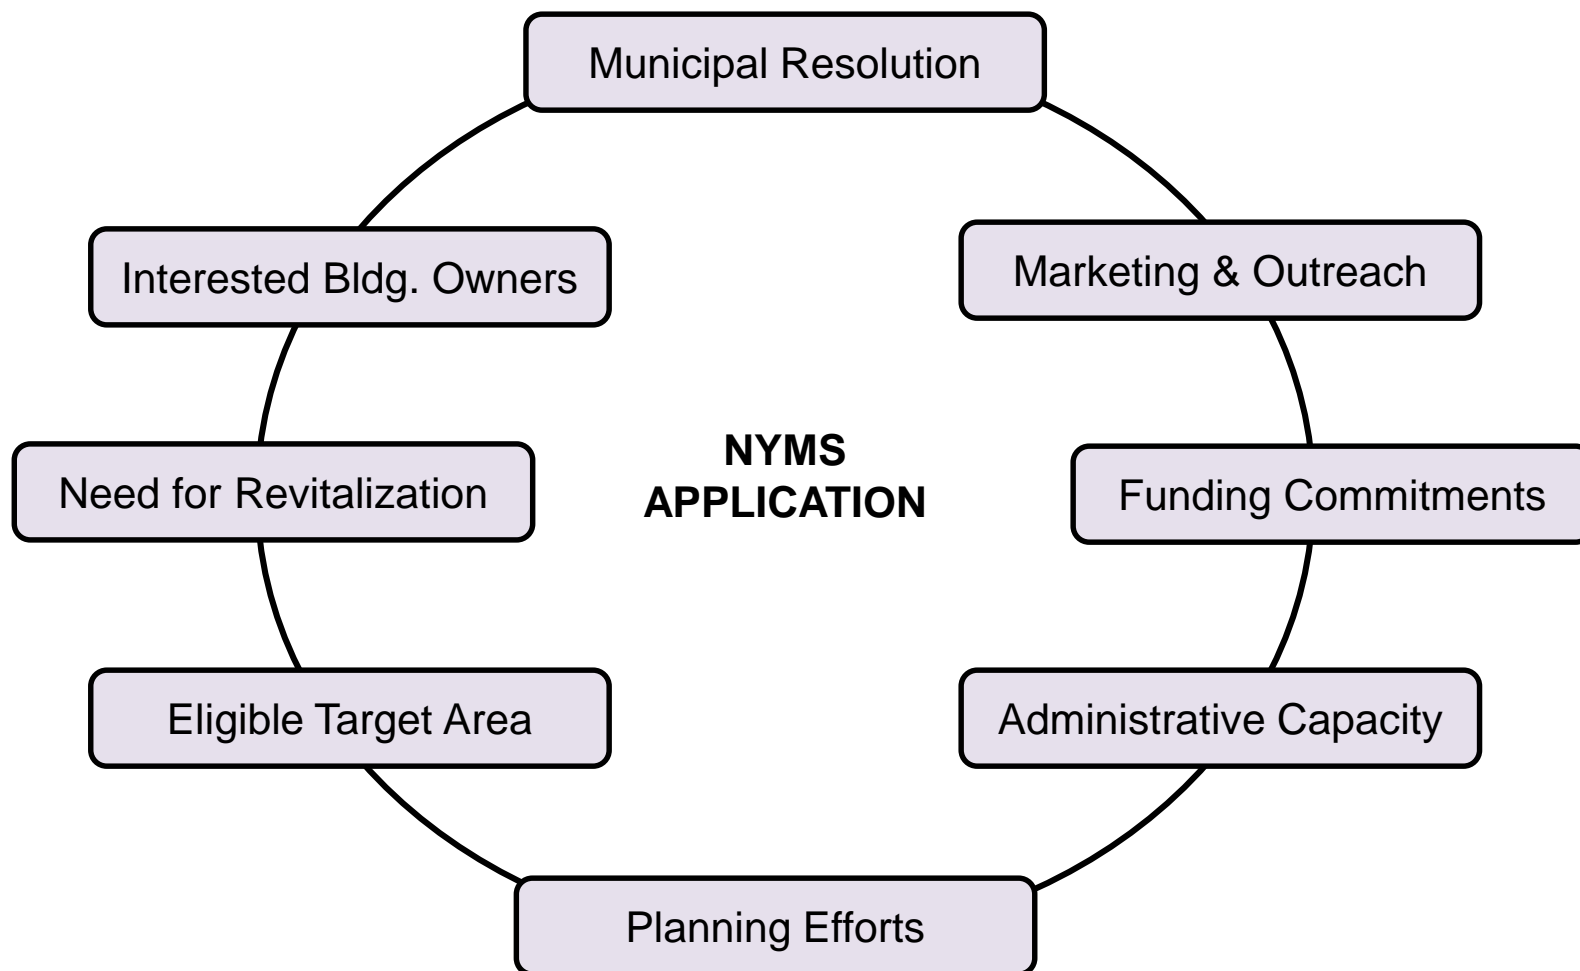 Municipal Resolution
Interested Bldg. Owners
Marketing & Outreach
NYMS
APPLICATION
Need for Revitalization
Funding Commitments
Eligible Target Area
Administrative Capacity
Planning Efforts